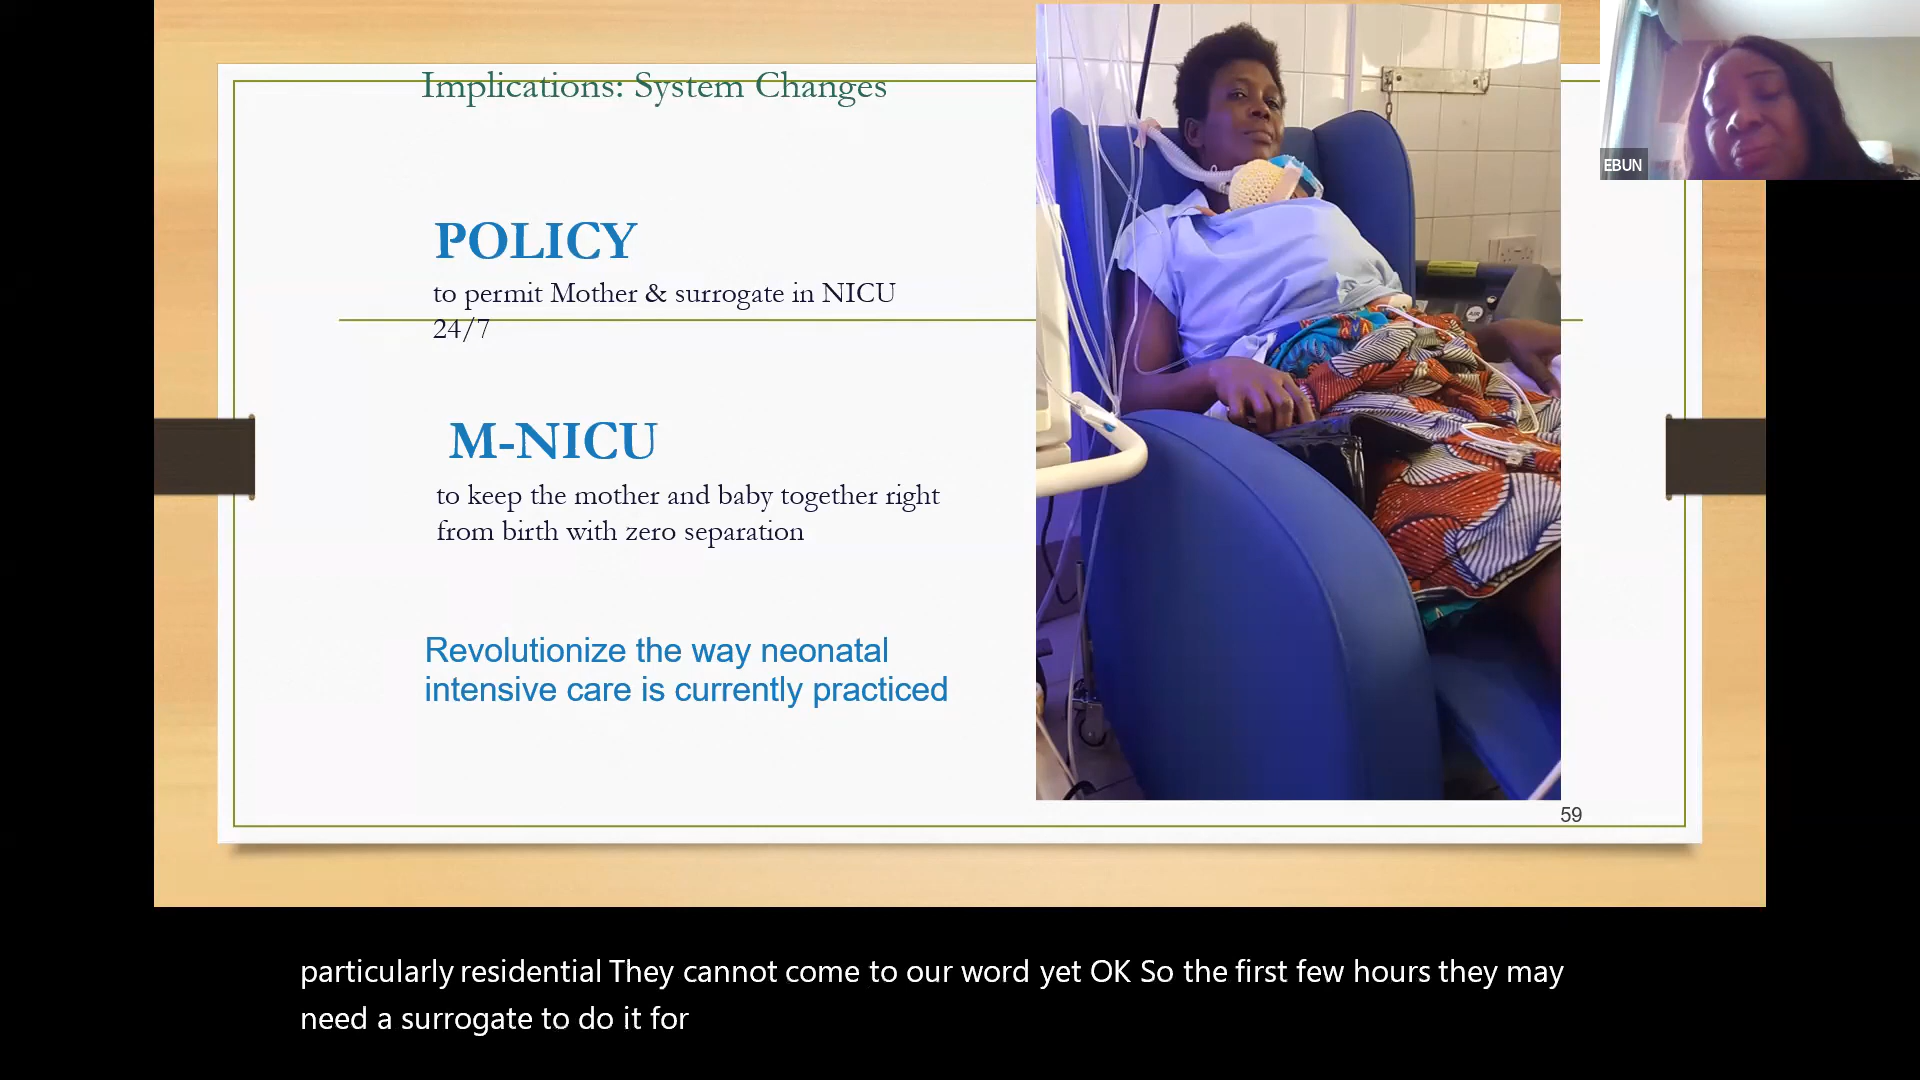 Implications: System Changes
POLICY
to permit Mother & surrogate in NICU
24/7
M-NICU
to keep the mother and baby together right
from birth with zero separation
Revolutionize the way neonatal
intensive care is currently practiced
AIR
59
EBUN
particularly residential They cannot come to our word yet OK So the first few hours they may
need a surrogate to do it for